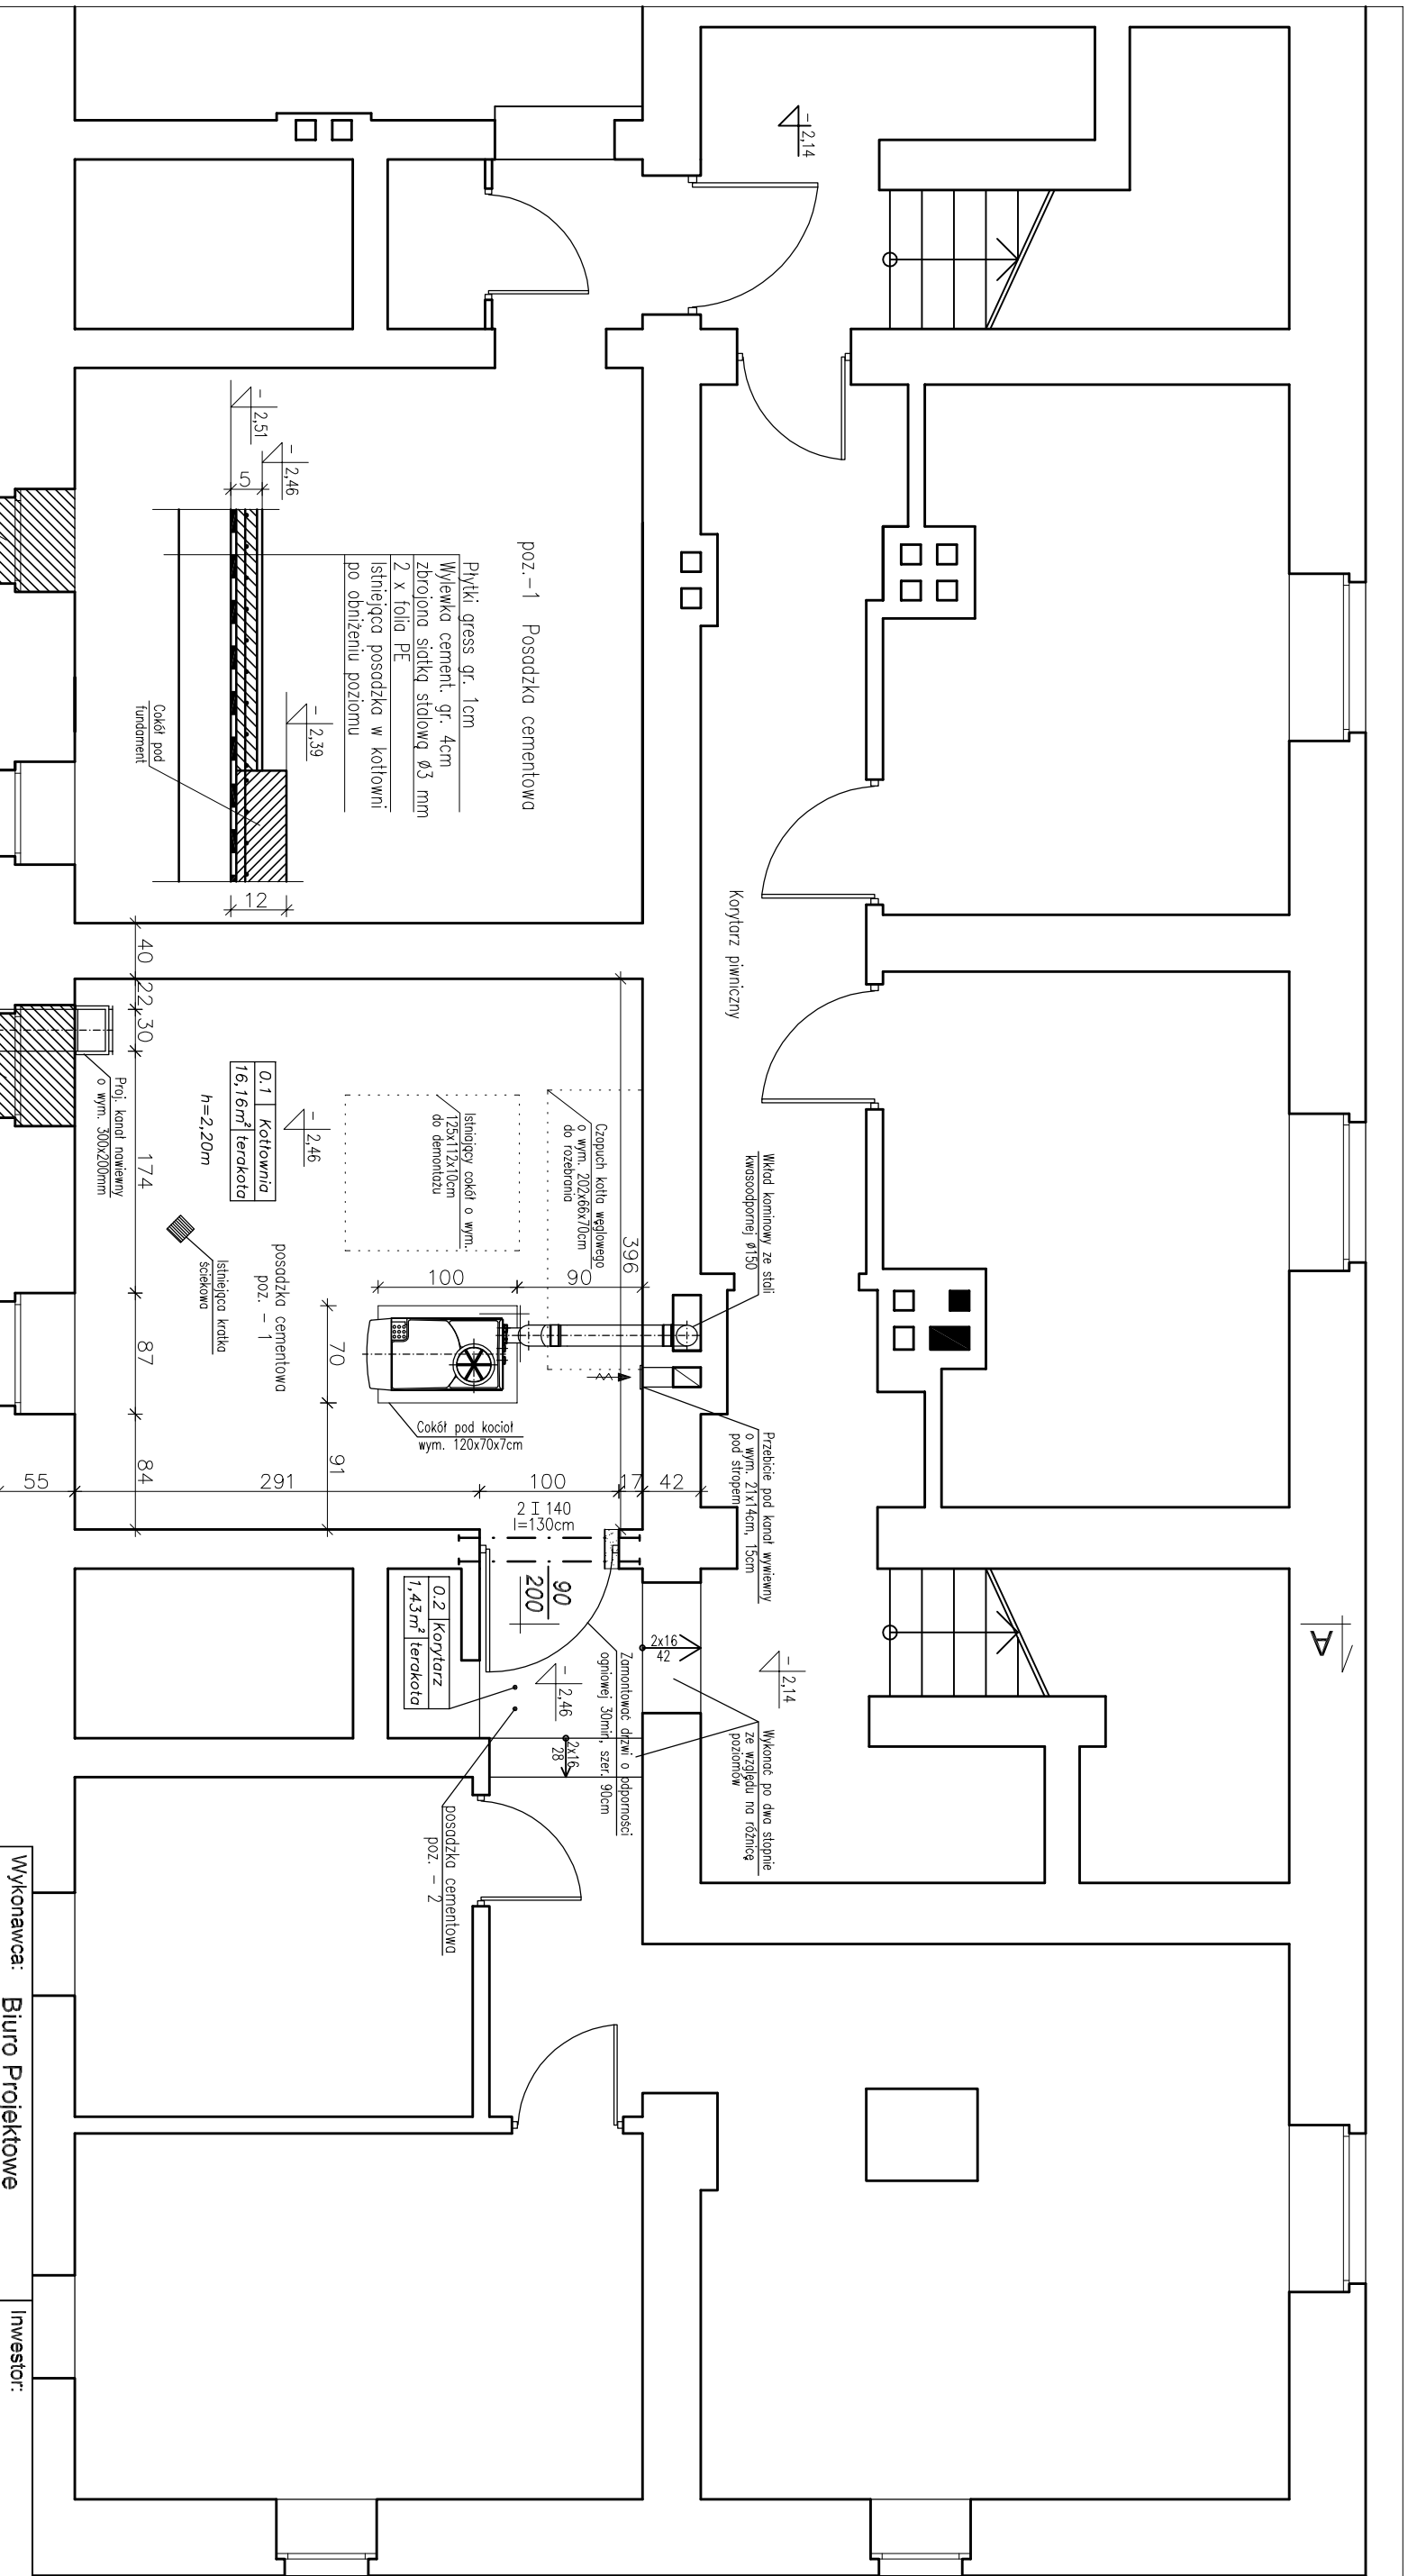 -
2,14
-
2,51
-
2,46
5
-
2,39
12
poz.-1 Posadzka cementowa
Płytki gress gr. 1cm
Wylewka cement. gr. 4cm
zbrojona siatką stalową ø3 mm
2 x folia PE
Istniejąca posadzka w kotłowni
po obniżeniu poziomu
Cokół pod
fundament
Korytarz piwniczny
Wkład kominowy ze stali
kwasoodpornej ø150
Przebicie pod kanał wywiewny
o wym. 21x14cm, 15cm
pod stropem
396
Czopuch kotła węglowego
o wym. 202x66x70cm
do rozebrania
Istniejący cokół o wym.
125x112x10cm
do demontażu
-
2,46
0.1 Kotłownia
16,16m² terakota
h=2,20m
posadzka cementowa
poz. - 1
Istniejąca kratka
ściekowa
Proj. kanał nawiewny
o wym. 300x200mm
40
22
30
174
87
84
100
90
70
91
Cokół pod kocioł
wym. 120x70x7cm
55
291
100
17
42
2 I 140
l=130cm
90
200
0.2 Korytarz
1,43m² terakota
-
2,46
2x16
42
2x16
28
-
2,14
Zamontować drzwi o odporności
ogniowej 30min, szer. 90cm
Wykonać po dwa stopnie
ze względu na różnicę
poziomów
posadzka cementowa
poz. - 2
A
Wykonawca: Biuro Projektowe
Inwestor: